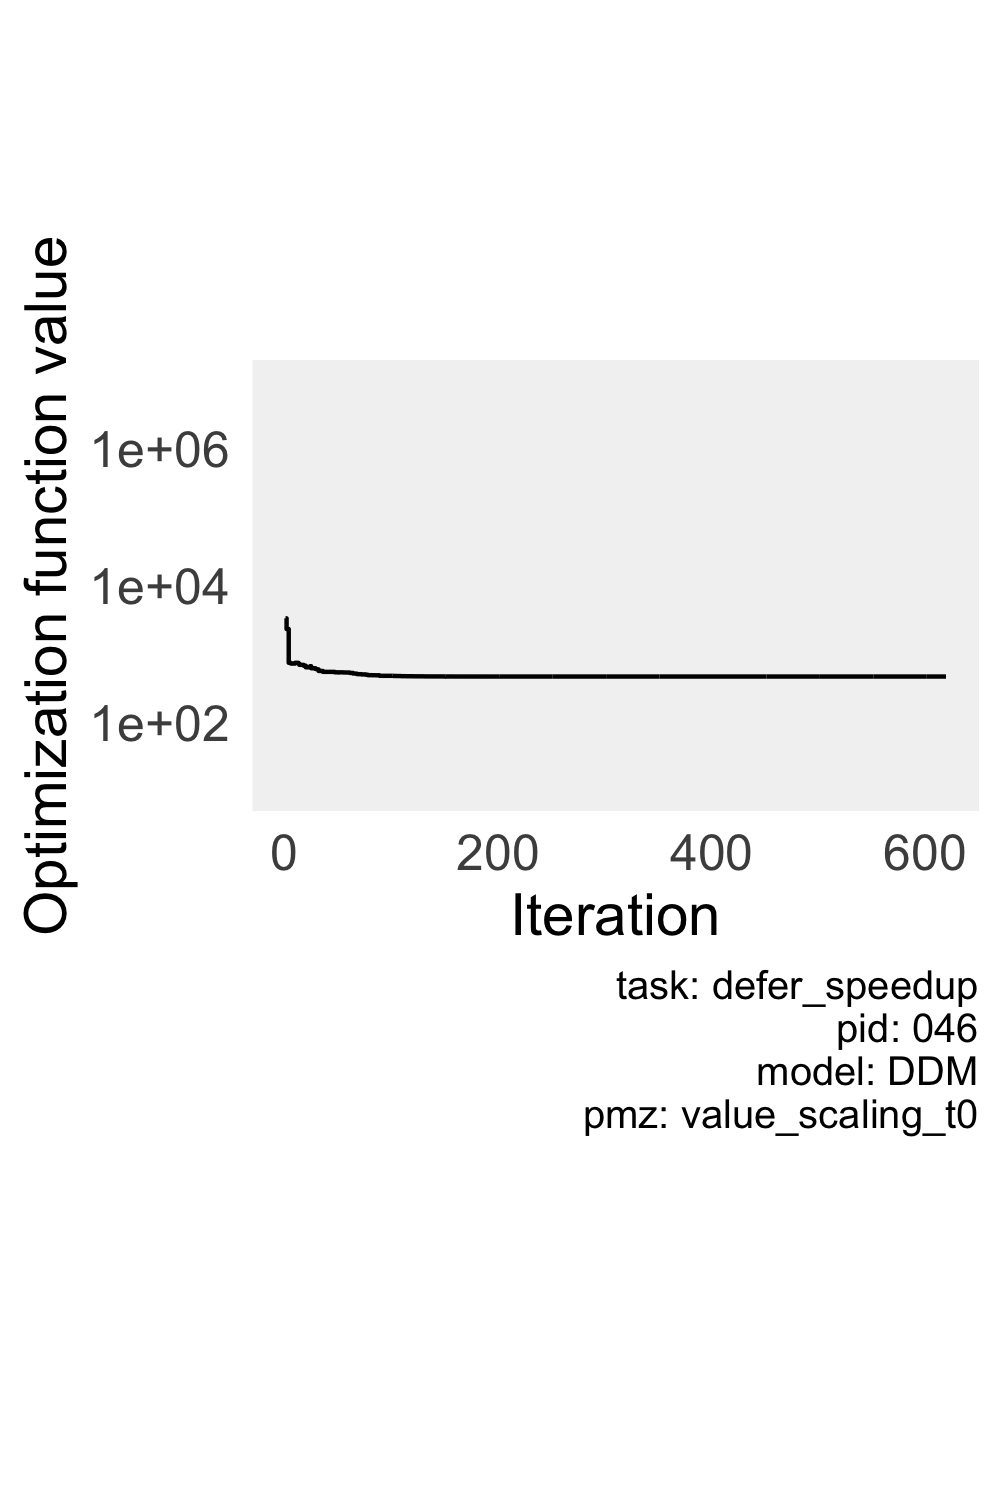 Optimization function value
1e+06
1e+04
1e+02
0 200 400 600
Iteration
task: defer_speedup
pid: 046
model: DDM
pmz: value_scaling_t0